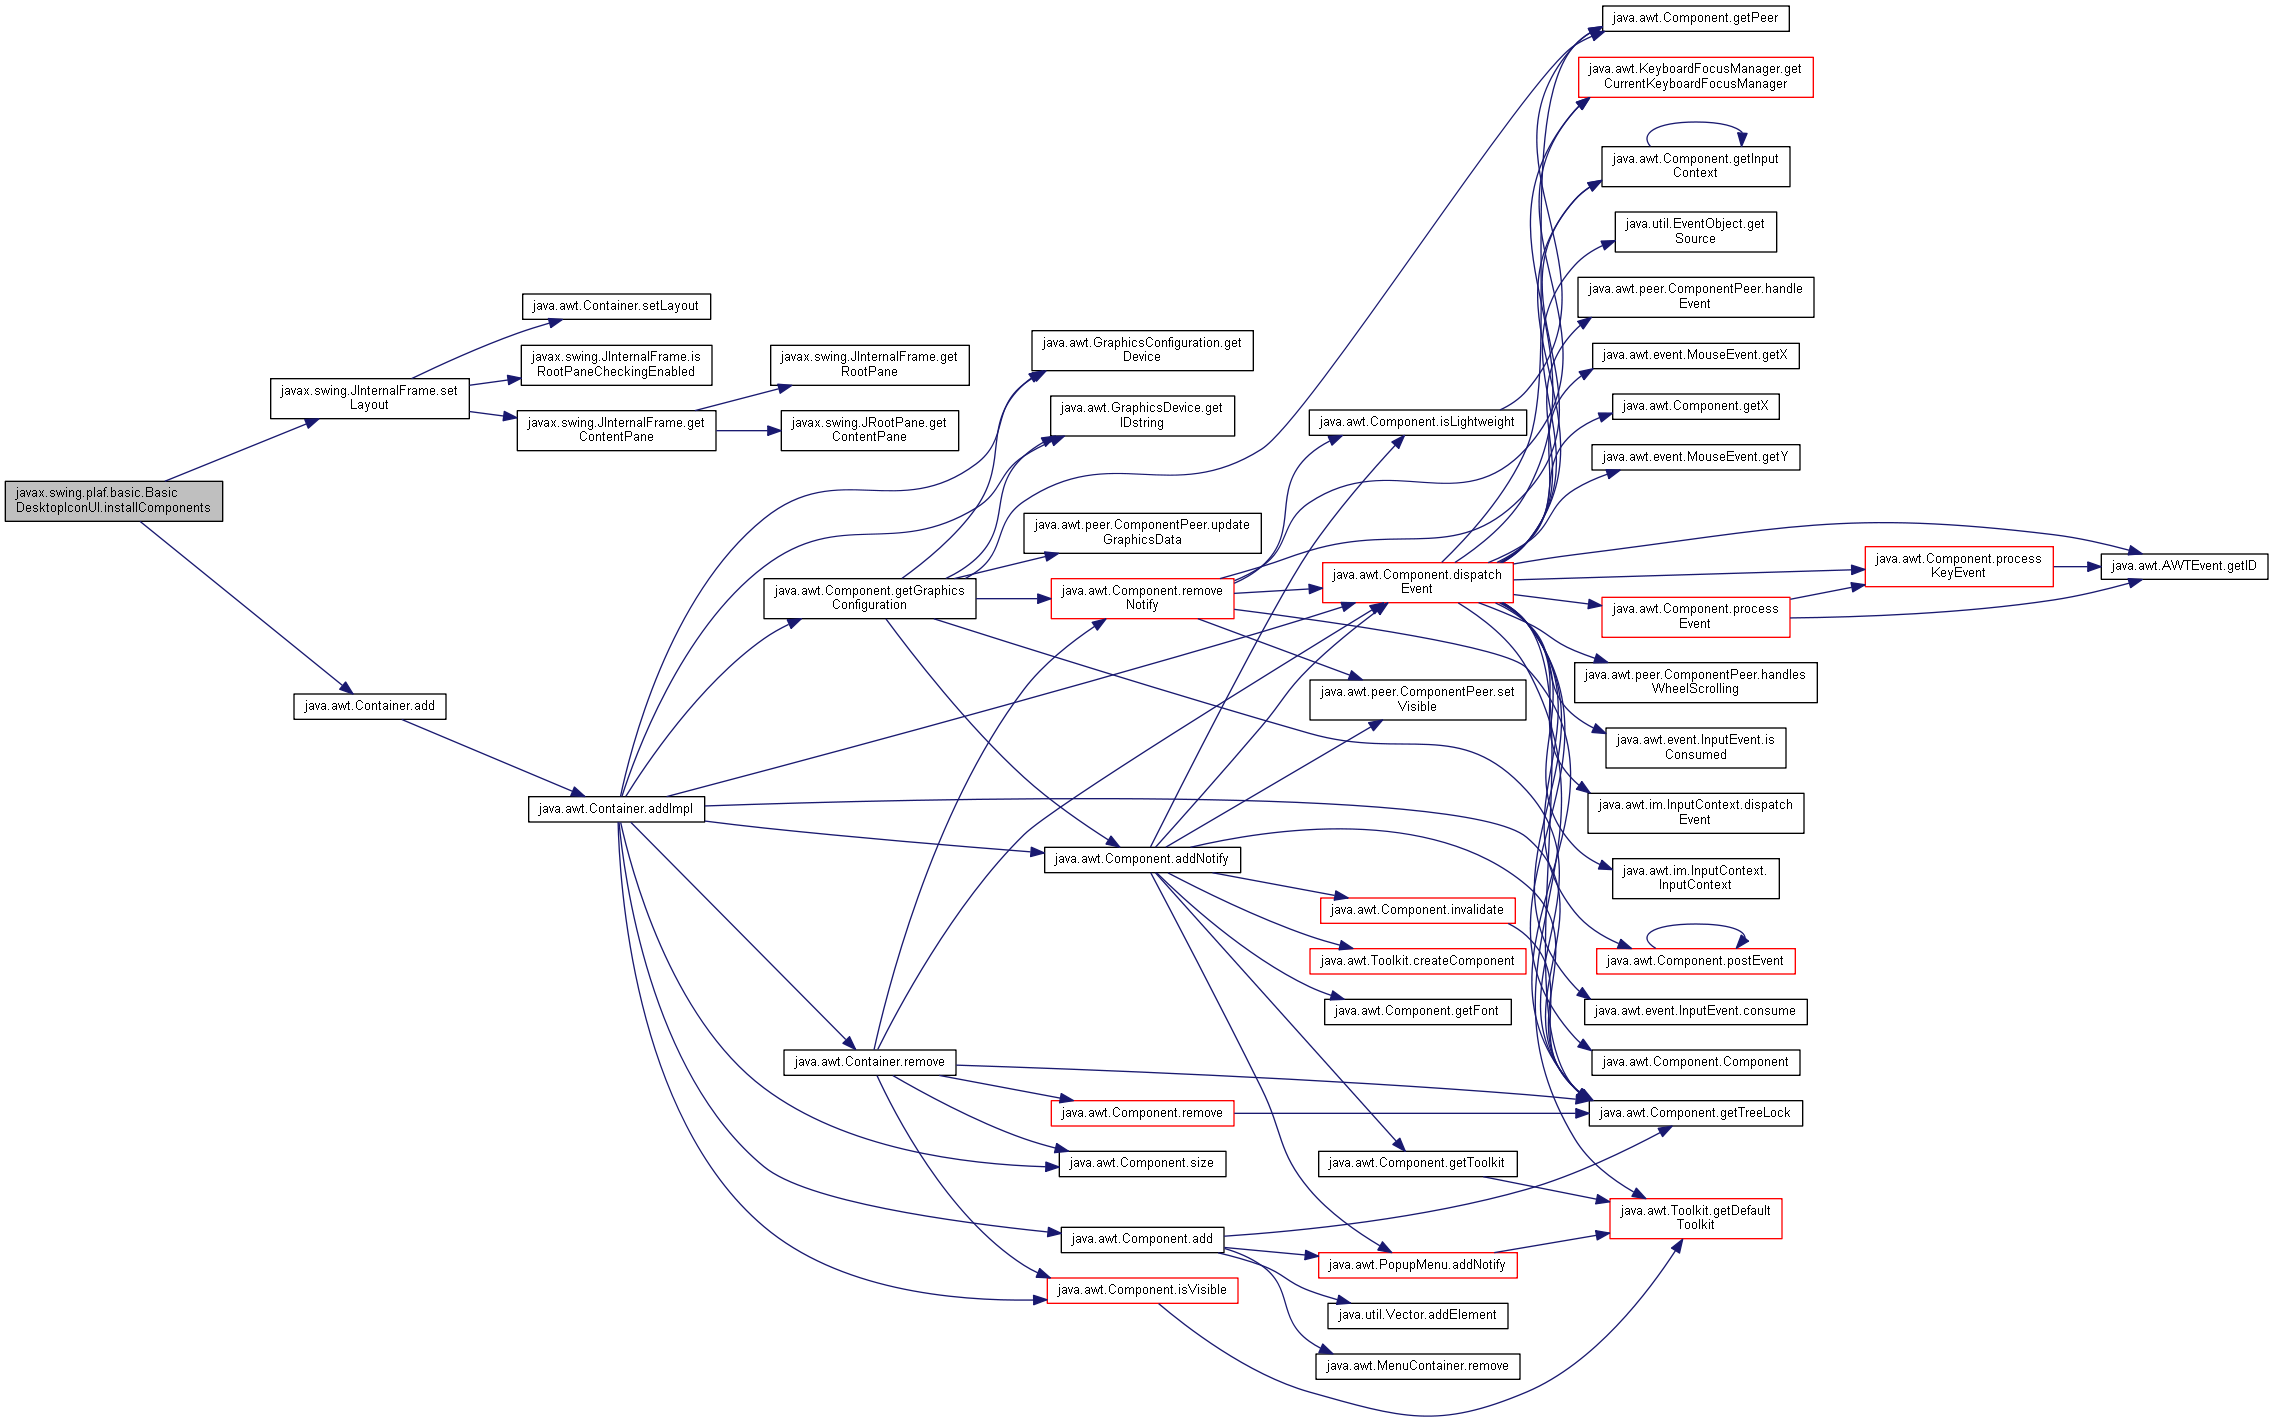 java.awt.Component.getPeer
java.awt.KeyboardFocusManager.get
CurrentKeyboardFocusManager
java.awt.Component.getInput
Context
java.util.EventObject.get
Source
java.awt.peer.ComponentPeer.handle
Event
java.awt.Container.setLayout
java.awt.GraphicsConfiguration.get
Device
java.awt.event.MouseEvent.getX
javax.swing.JInternalFrame.is
RootPaneCheckingEnabled
javax.swing.JInternalFrame.get
RootPane
javax.swing.JInternalFrame.set
Layout
java.awt.GraphicsDevice.get
IDstring
java.awt.Component.getX
java.awt.Component.isLightweight
javax.swing.JInternalFrame.get
ContentPane
javax.swing.JRootPane.get
ContentPane
java.awt.event.MouseEvent.getY
javax.swing.plaf.basic.Basic
DesktopIconUI.installComponents
java.awt.peer.ComponentPeer.update
GraphicsData
java.awt.Component.process
KeyEvent
java.awt.AWTEvent.getID
java.awt.Component.getGraphics
Configuration
java.awt.Component.remove
Notify
java.awt.Component.dispatch
Event
java.awt.Component.process
Event
java.awt.peer.ComponentPeer.handles
WheelScrolling
java.awt.Container.add
java.awt.peer.ComponentPeer.set
Visible
java.awt.event.InputEvent.is
Consumed
java.awt.Container.addImpl
java.awt.im.InputContext.dispatch
Event
java.awt.Component.addNotify
java.awt.im.InputContext.
InputContext
java.awt.Component.invalidate
java.awt.Toolkit.createComponent
java.awt.Component.postEvent
java.awt.Component.getFont
java.awt.event.InputEvent.consume
java.awt.Container.remove
java.awt.Component.Component
java.awt.Component.remove
java.awt.Component.getTreeLock
java.awt.Component.size
java.awt.Component.getToolkit
java.awt.Toolkit.getDefault
Toolkit
java.awt.Component.add
java.awt.PopupMenu.addNotify
java.awt.Component.isVisible
java.util.Vector.addElement
java.awt.MenuContainer.remove